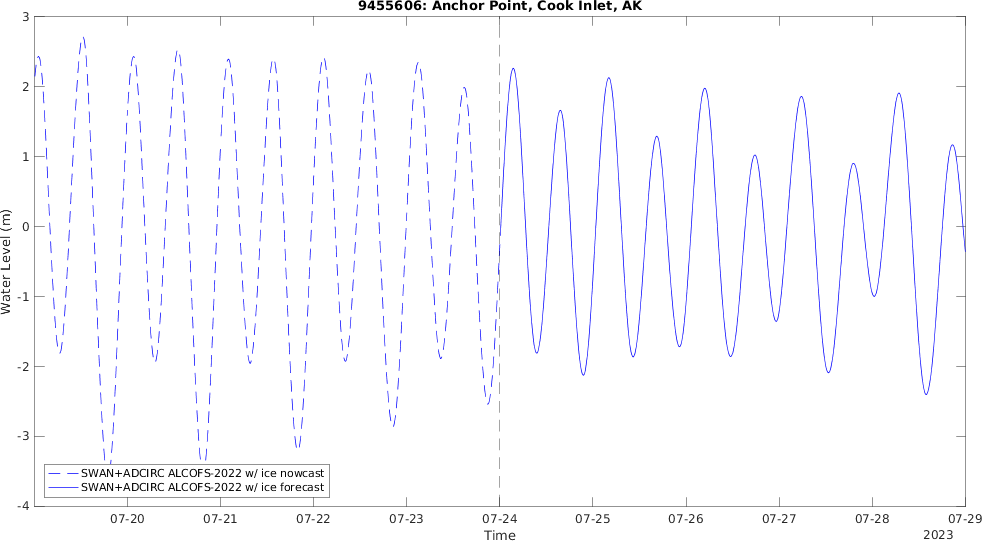 9455606: Anchor Point, Cook Inlet, AK
3
2
1
0
-1
-2
-3
-4
Water Level (m)
SWAN+ADCIRC ALCOFS-2022 w/ ice nowcast
SWAN+ADCIRC ALCOFS-2022 w/ ice forecast
07-20 07-21 07-22 07-23 07-24 07-25 07-26 07-27 07-28 07-29
Time
2023